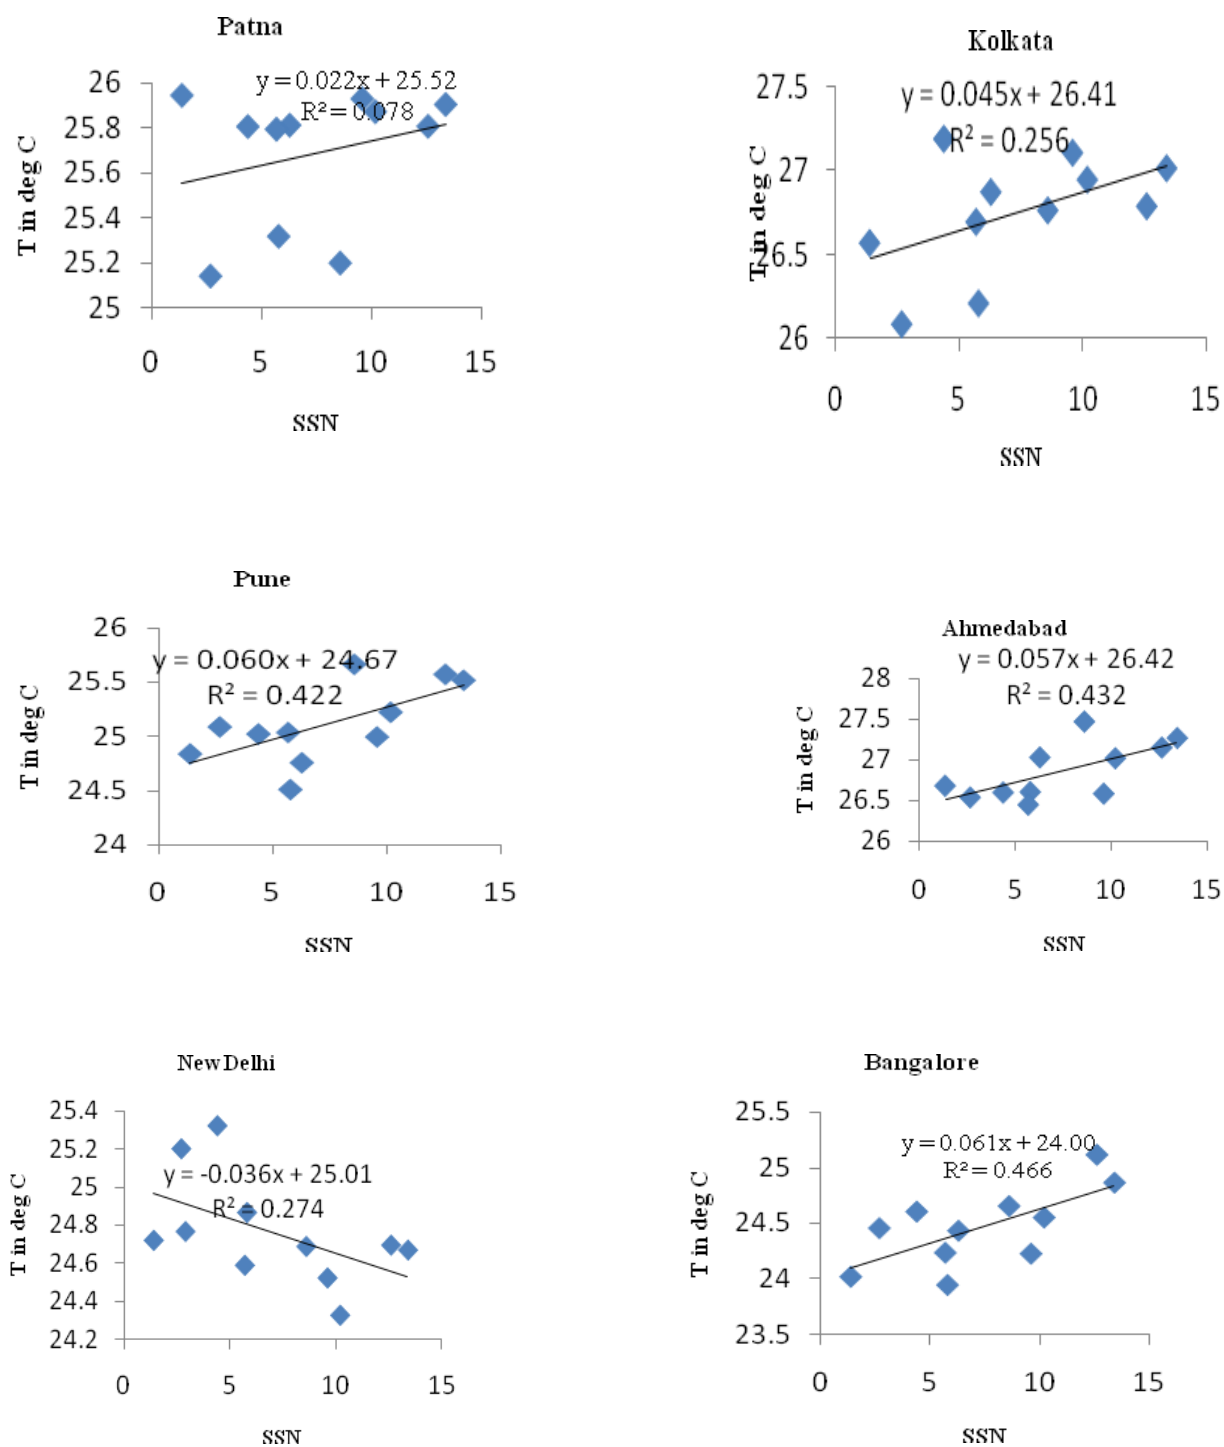 Patna
y = 0.022x + 25.52
R² = 0.078
26
25.8
25.6
25.4
25.2
25
T in deg C
0 5 10 15
SSN
Kolkata
y = 0.045x + 26.41
R² = 0.256
27.5
27
26.5
26
T in deg C
0 5 10 15
SSN
Pune
y = 0.060x + 24.67
R² = 0.422
26
25.5
25
24.5
24
T in deg C
0 5 10 15
SSN
Ahmedabad
y = 0.057x + 26.42
R² = 0.432
28
27.5
27
26.5
26
T in deg C
0 5 10 15
SSN
New Delhi
25.4
25.2
25
24.8
24.6
24.4
24.2
y = -0.036x + 25.01
R² = 0.274
T in deg C
0 5 10 15
SSN
Bangalore
25.5
25
24.5
24
23.5
y = 0.061x + 24.00
R² = 0.466
T in deg C
0 5 10 15
SSN